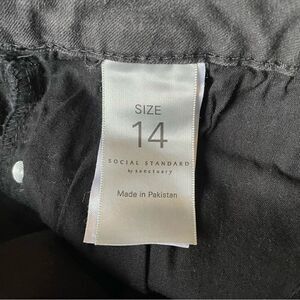 SIZE
14
SOCIAL STANDARD
by sanctuary
Made in Pakistan